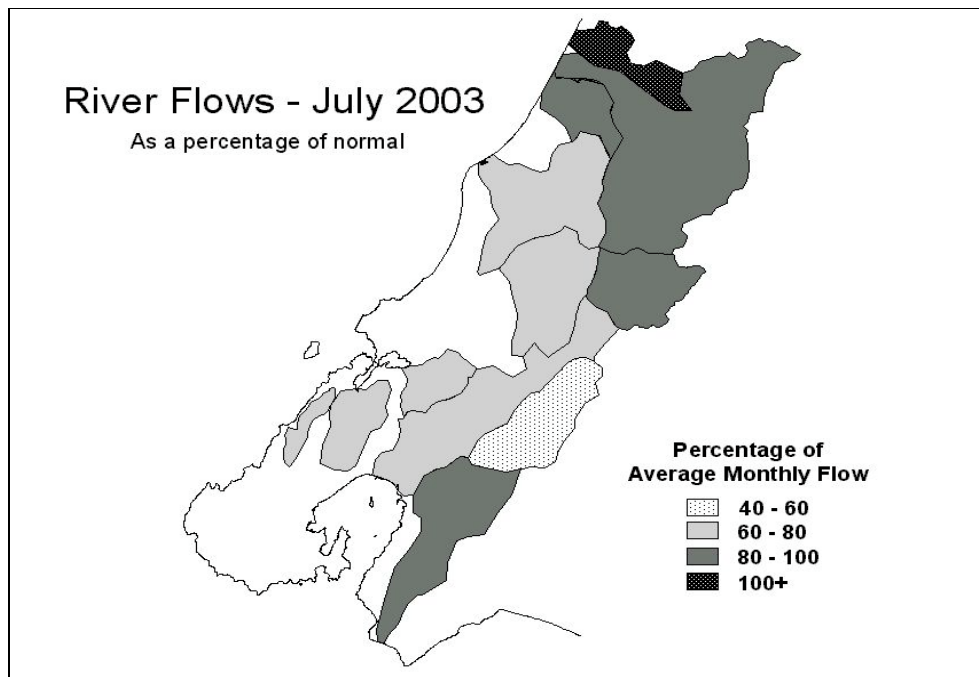 River Flows - July 2003
As a percentage of normal
Percentage of
Average Monthly Flow
40 - 60
60 - 80
80 - 100
100+